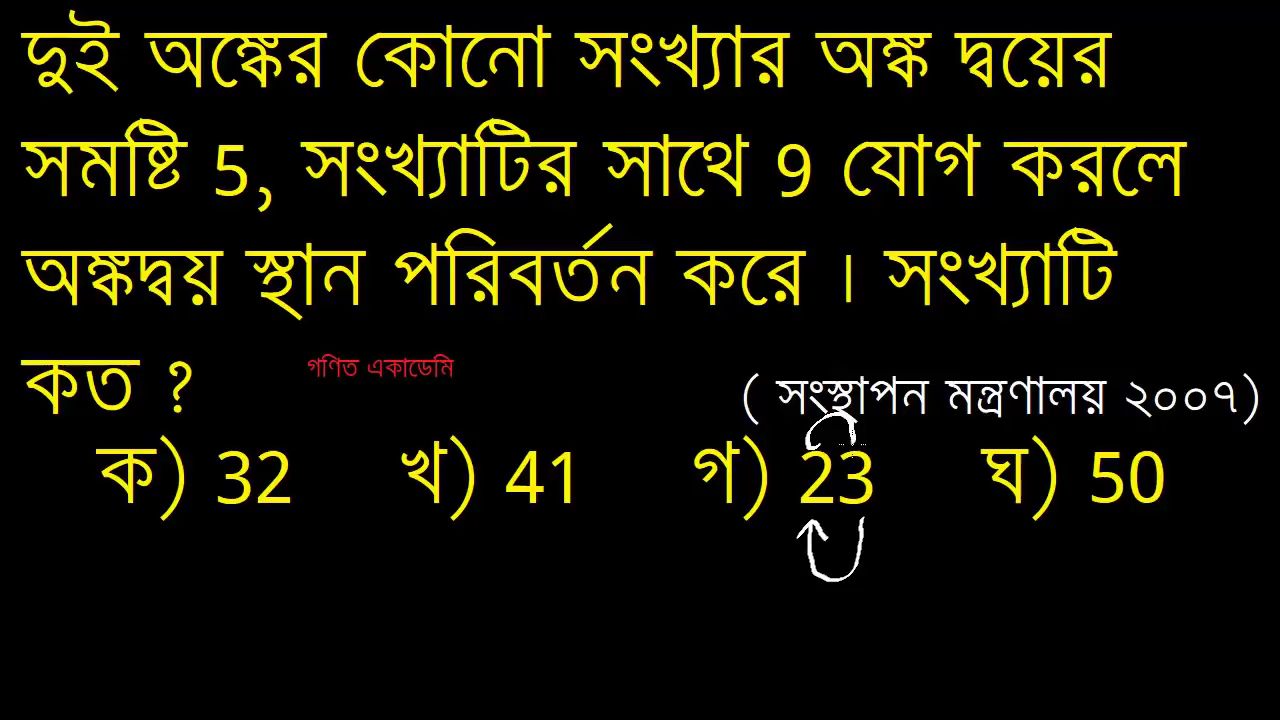 দুই অঙ্কের কোনো সংখ্যার অঙ্ক দ্বয়ের
সমষ্টি 5, সংখ্যাটির সাথে 9 যোগ করলে
অঙ্কদ্বয় স্থান পরিবর্তন করে । সংখ্যাটি
কত ?
গণিত একাডেমি
( সংস্থাপন মন্ত্রণালয় ২০০৭)
ক) 32 খ) 41 গ) 23 ঘ) 50